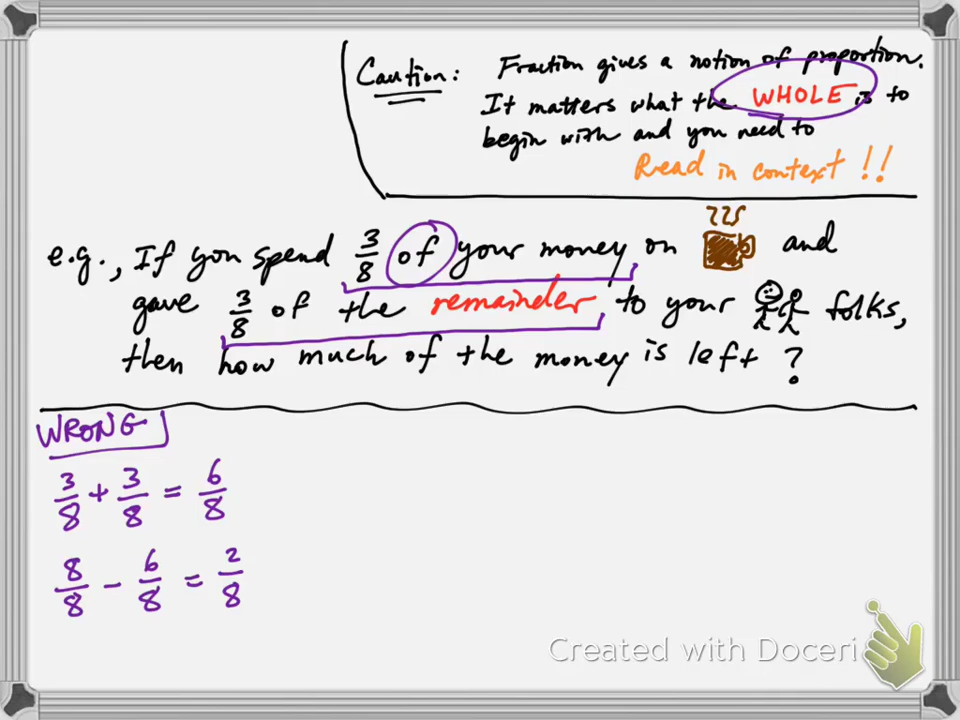 Caution: Fraction gives a notion of proportion.
It matters what the WHOLE is to
begin with and you need to
Read in context !!
e.g., If you spend 3/8 of your money on and
gave 3/8 of the remainder to your folks,
then how much of the money is left ?
WRONG
3/8 + 3/8 = 6/8
8/8 - 6/8 = 2/8
Created with Doceri